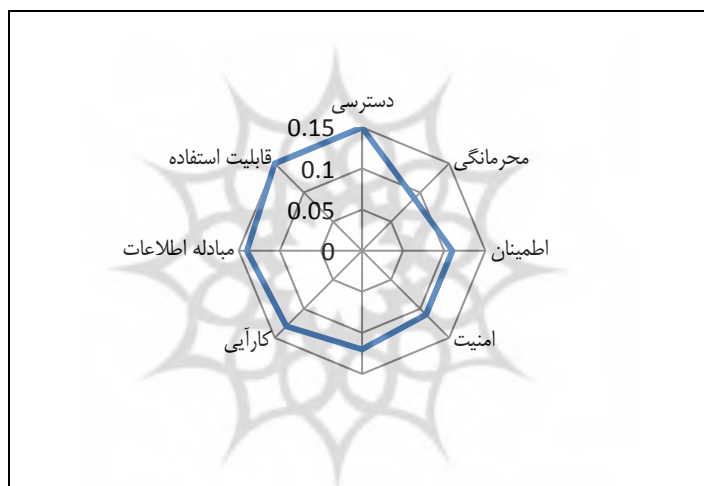 دسترسی
محرمانگی
اطمینان
امنیت
کارآیی
مبادله اطلاعات
قابلیت استفاده
0.15
0.1
0.05
0